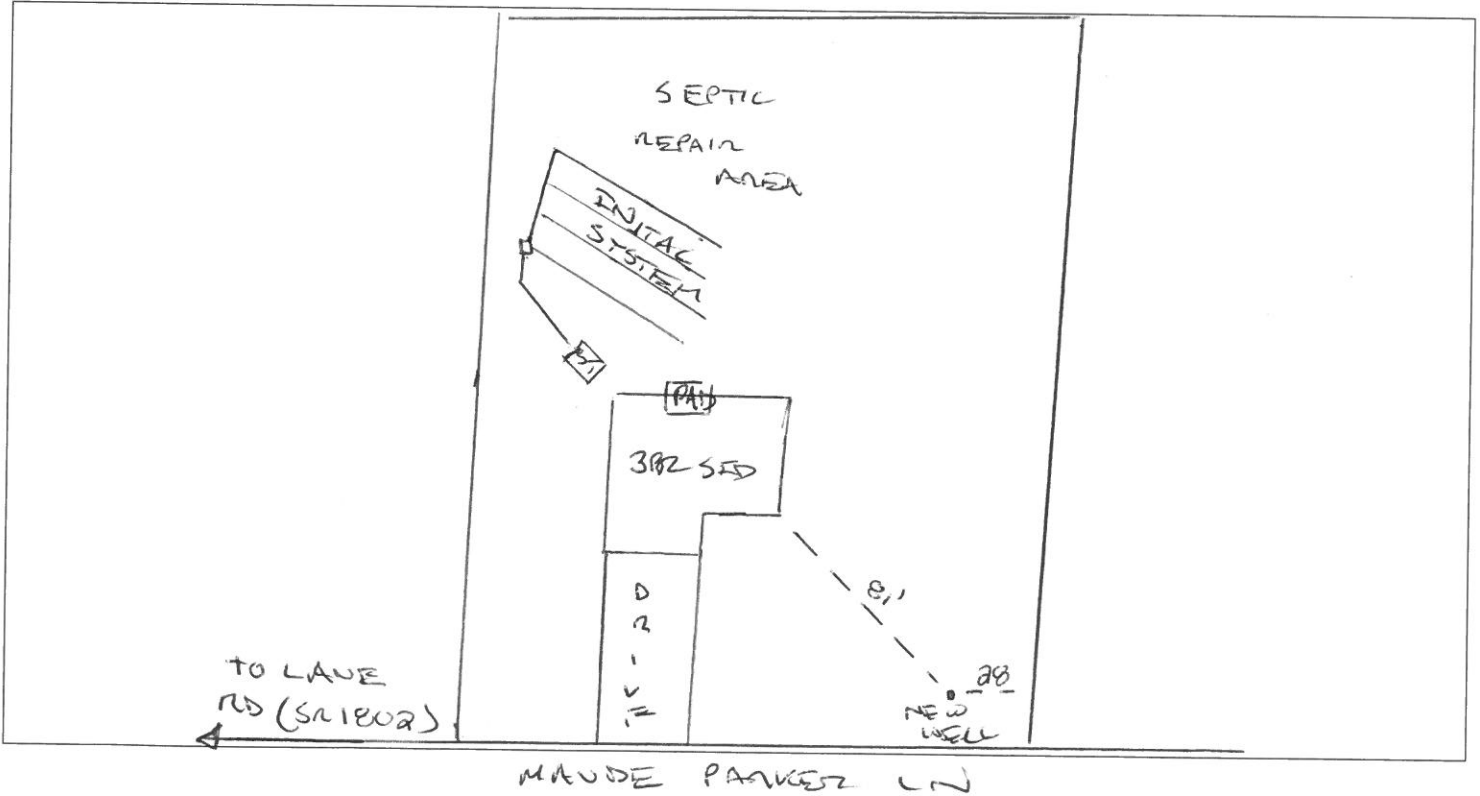 SEPTIC
REPAIR
AREA
INITAL
SYSTEM
PAD
3BR SFD
DRIVE
81'
28
NEW
WELL
TO LANE
RD (SR1802)
MAUDE PARKER LN